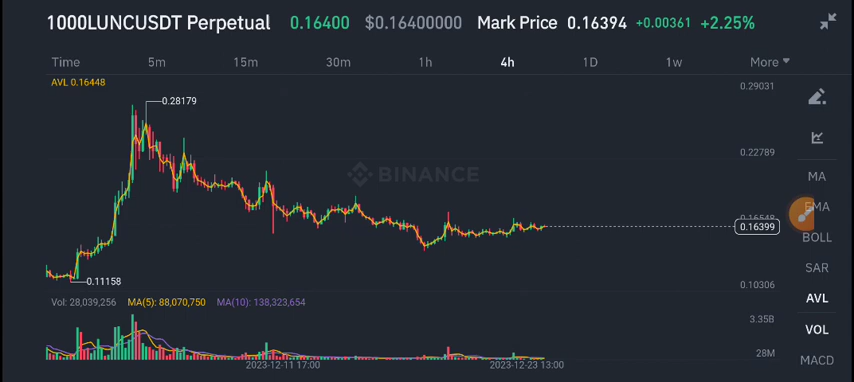 1000LUNCUSDT Perpetual 0.16400 $0.16400000 Mark Price 0.16394 +0.00361 +2.25%
Time 5m 15m 30m 1h 4h 1D 1w More
AVL 0.16448
0.29031
0.28179
0.22789
BINANCE
MA
EMA
0.16548
0.16399
BOLL
SAR
0.11158
0.10306
AVL
Vol: 28,039,256 MA(5): 88,070,750 MA(10): 138,323,654
3.35B
VOL
28M
MACD
2023-12-11 17:00 2023-12-23 13:00